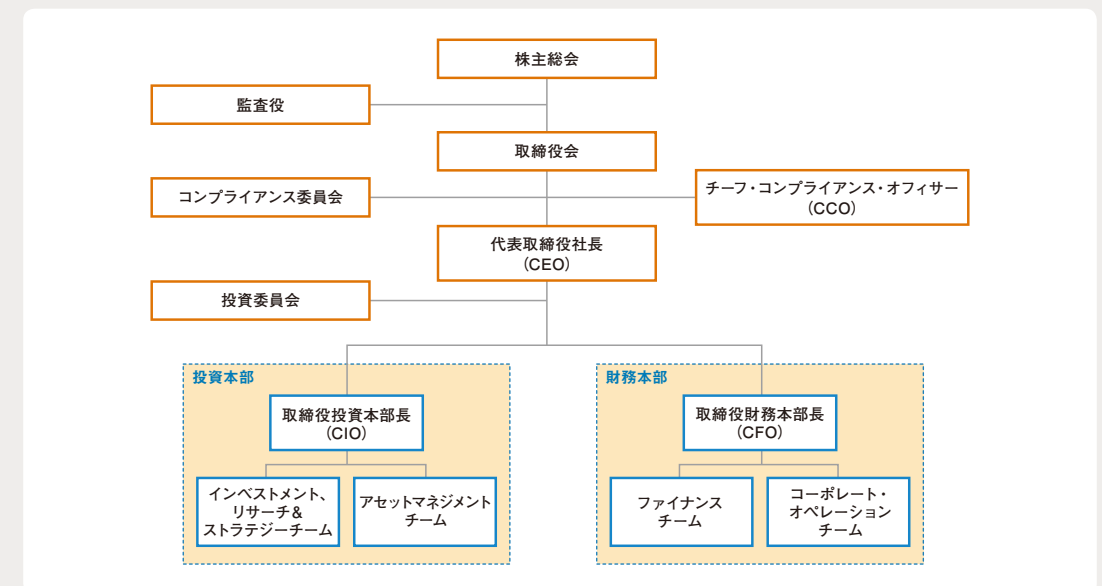 株主総会
監査役
取締役会
コンプライアンス委員会
チーフ・コンプライアンス・オフィサー
（CCO）
代表取締役社長
（CEO）
投資委員会
投資本部
取締役投資本部長
（CIO）
インベストメント、
リサーチ＆
ストラテジーチーム
アセットマネジメント
チーム
財務本部
取締役財務本部長
（CFO）
ファイナンス
チーム
コーポレート・
オペレーション
チーム